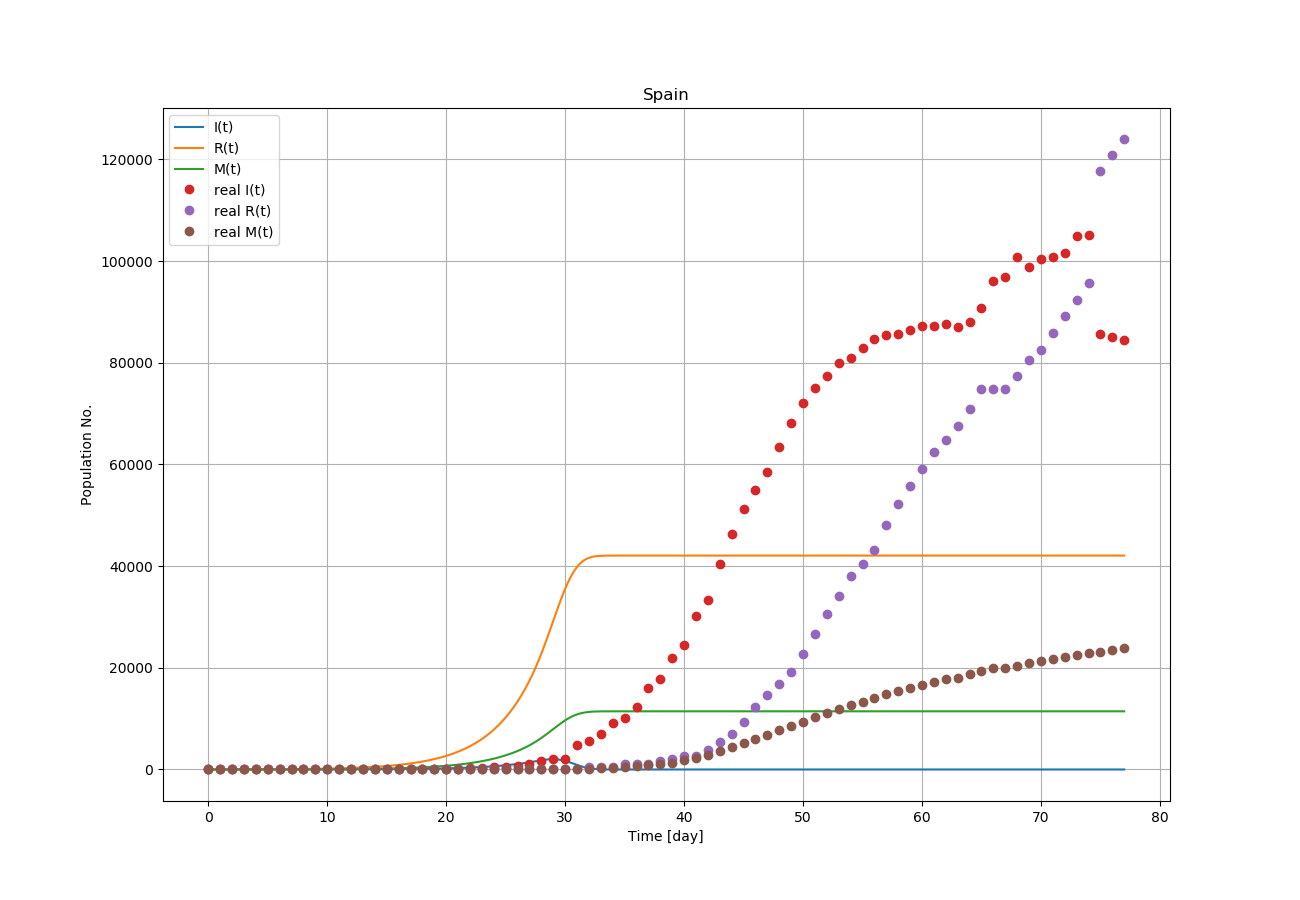 Spain
I(t)
R(t)
M(t)
real I(t)
real R(t)
real M(t)
120000
100000
80000
60000
40000
20000
0
Population No.
0 10 20 30 40 50 60 70 80
Time [day]